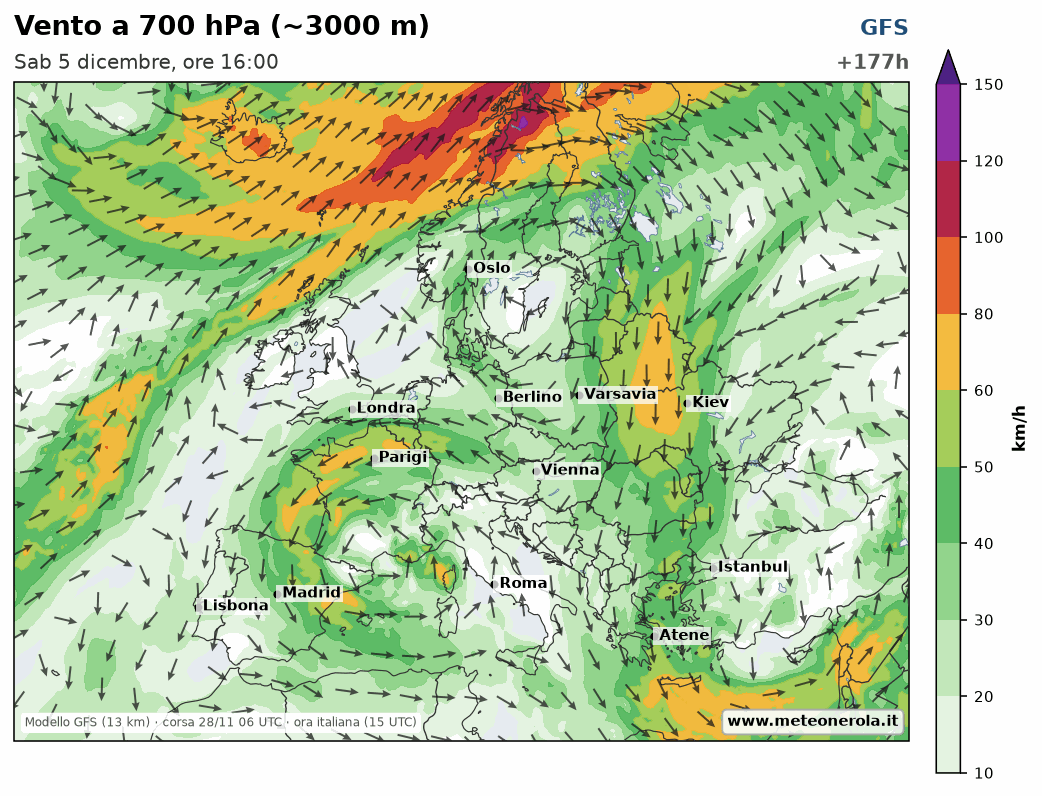 Vento a 700 hPa (~3000 m)
GFS
Sab 5 dicembre, ore 16:00
+177h
150
120
100
80
60
50
40
30
20
10
km/h
Oslo
Berlino
Varsavia
Kiev
Londra
Parigi
Vienna
Istanbul
Roma
Madrid
Lisbona
Atene
Modello GFS (13 km) · corsa 28/11 06 UTC · ora italiana (15 UTC)
www.meteonerola.it